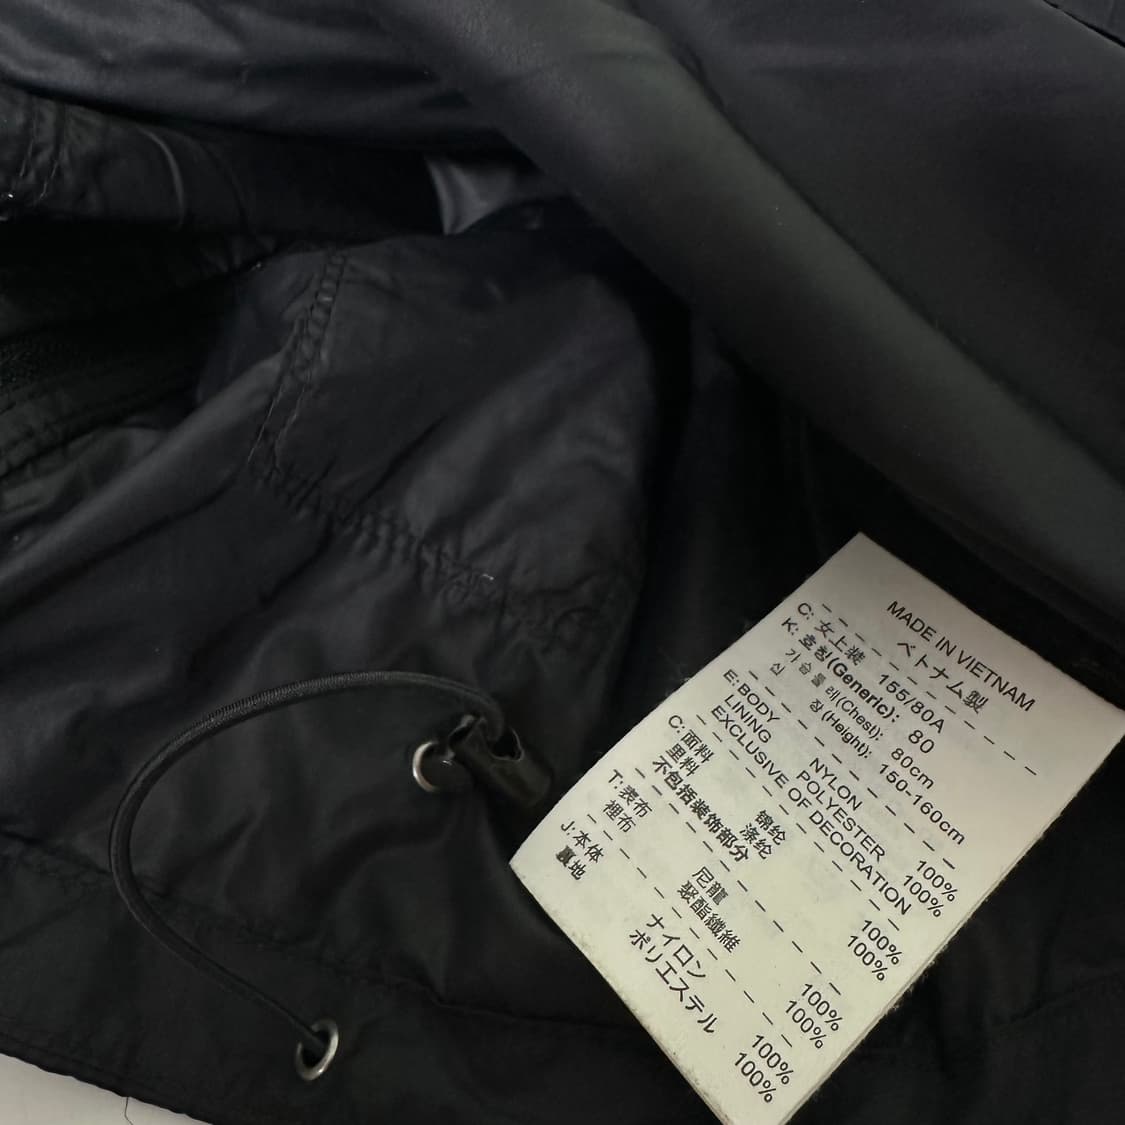 MADE IN VIETNAM
ベトナム製
C: 女上装 155/80A
K: 호칭(Generic): 80
가슴둘레(Chest): 80cm
신 장(Height): 150-160cm
E: BODY NYLON 100%
LINING POLYESTER 100%
EXCLUSIVE OF DECORATION
C: 面料 锦纶 100%
里料 涤纶 100%
不包括装饰部分
T: 表布 尼龍 100%
裡布 聚酯纖維 100%
J: 本体 ナイロン 100%
裏地 ポリエステル 100%